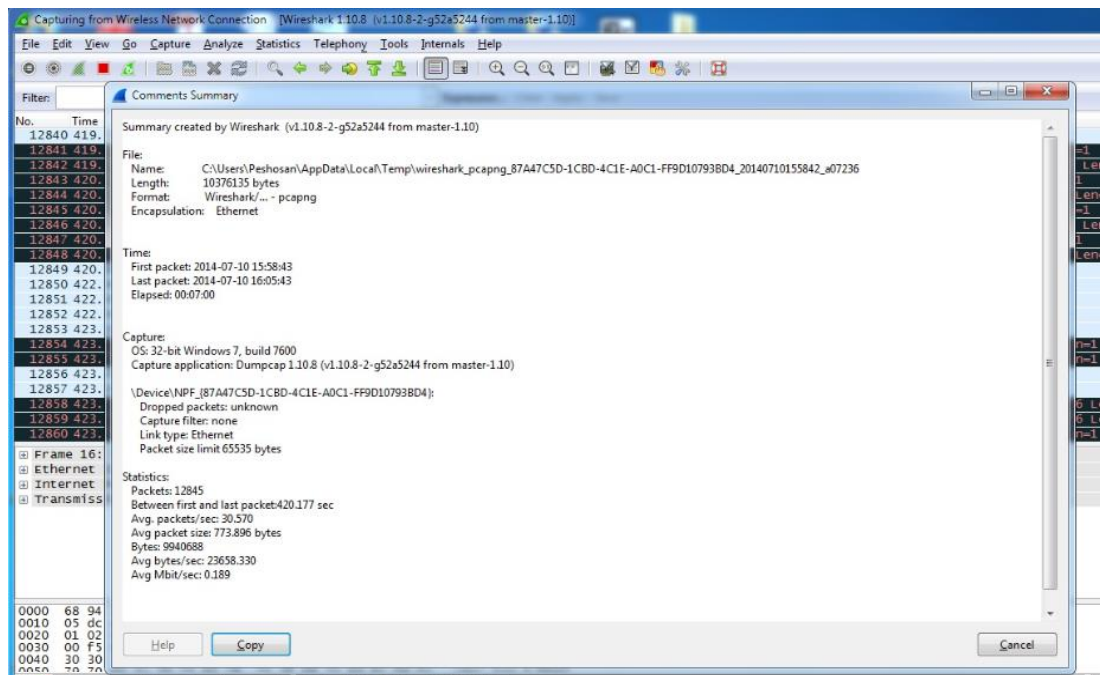 Capturing from Wireless Network Connection [Wireshark 1.10.8 (v1.10.8-2-g52a5244 from master-1.10)]
File Edit View Go Capture Analyze Statistics Telephony Tools Internals Help
Filter:
Comments Summary
No. Time
12840 419.
12841 419.
12842 419.
12843 420.
12844 420.
12845 420.
12846 420.
12847 420.
12848 420.
12849 420.
12850 422.
12851 422.
12852 422.
12853 423.
12854 423.
12855 423.
12856 423.
12857 423.
12858 423.
12859 423.
12860 423.
Frame 16:
Ethernet
Internet
Transmiss
0000 68 94
0010 05 dc
0020 01 02
0030 00 f5
0040 30 30
0050 79 70
Summary created by Wireshark (v1.10.8-2-g52a5244 from master-1.10)
File:
Name: C:\Users\Peshosan\AppData\Local\Temp\wireshark_pcapng_87A47C5D-1CBD-4C1E-A0C1-FF9D10793BD4_20140710155842_a07236
Length: 10376135 bytes
Format: Wireshark/... - pcapng
Encapsulation: Ethernet
Time:
First packet: 2014-07-10 15:58:43
Last packet: 2014-07-10 16:05:43
Elapsed: 00:07:00
Capture:
OS: 32-bit Windows 7, build 7600
Capture application: Dumpcap 1.10.8 (v1.10.8-2-g52a5244 from master-1.10)
\Device\NPF_{87A47C5D-1CBD-4C1E-A0C1-FF9D10793BD4}:
Dropped packets: unknown
Capture filter: none
Link type: Ethernet
Packet size limit 65535 bytes
Statistics:
Packets: 12845
Between first and last packet:420.177 sec
Avg. packets/sec: 30.570
Avg packet size: 773.896 bytes
Bytes: 9940688
Avg bytes/sec: 23658.330
Avg Mbit/sec: 0.189
Help Copy Cancel